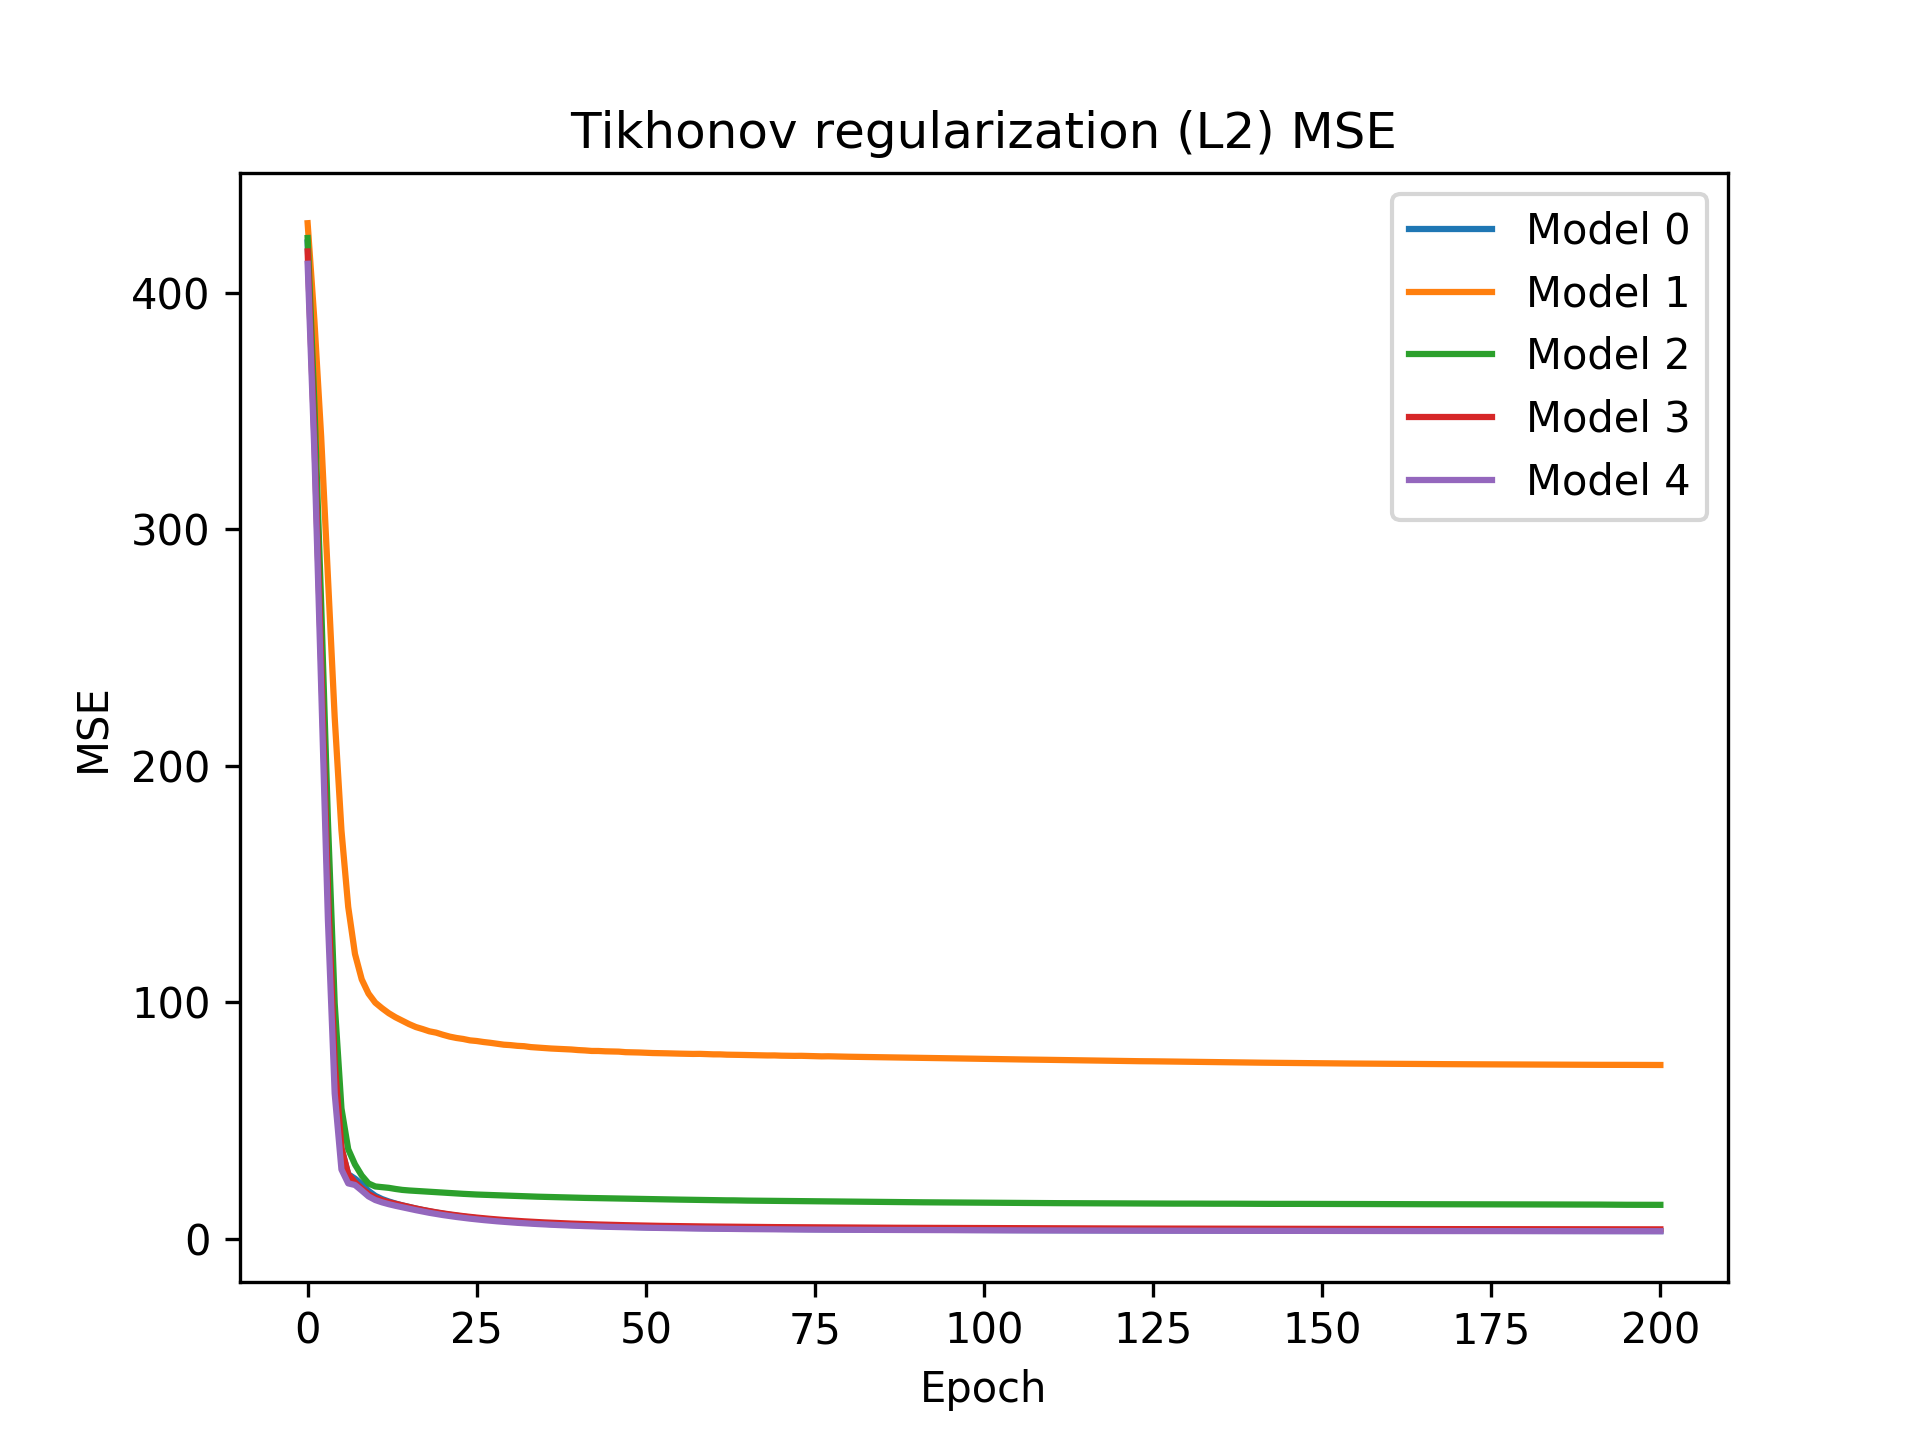 Tikhonov regularization (L2) MSE
Model 0
Model 1
Model 2
Model 3
Model 4
400
300
200
100
0
MSE
0 25 50 75 100 125 150 175 200
Epoch